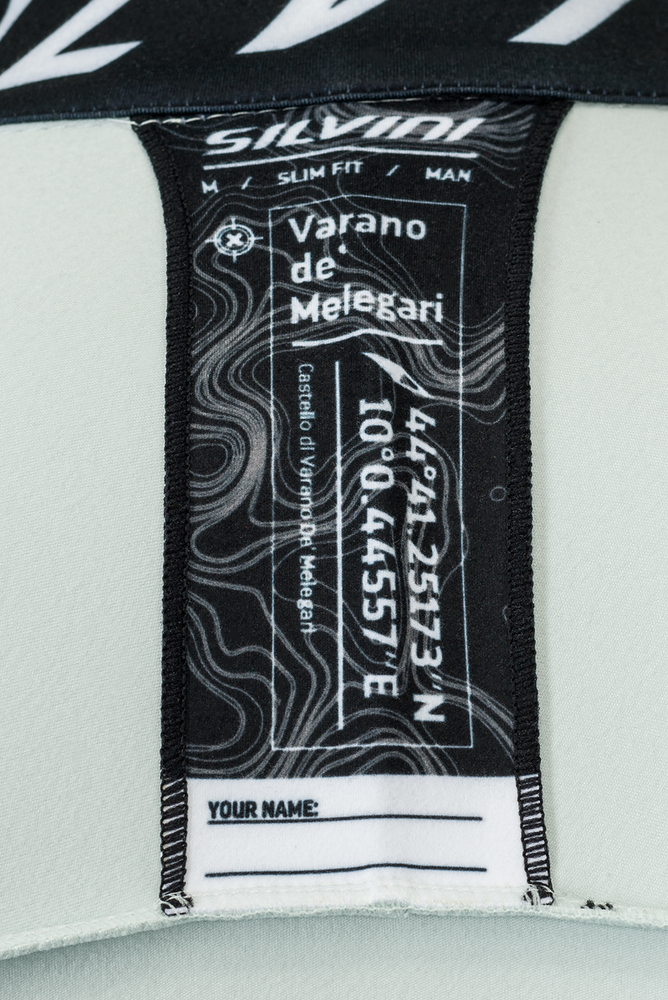 SILVINI
M / SLIM FIT / MAN
Varano
de'
Melegari
44°41.25173"N
10°0.44557"E
Castello di Varano De' Melegari
YOUR NAME: